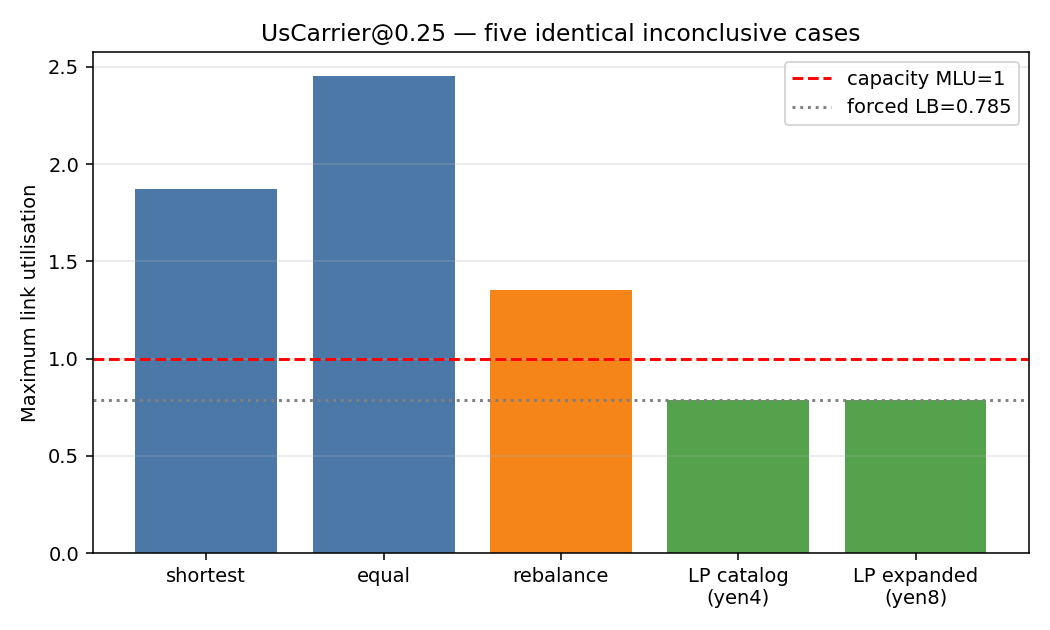 UsCarrier@0.25 — five identical inconclusive cases
capacity MLU=1
forced LB=0.785
Maximum link utilisation
2.5
2.0
1.5
1.0
0.5
0.0
shortest
equal
rebalance
LP catalog
(yen4)
LP expanded
(yen8)